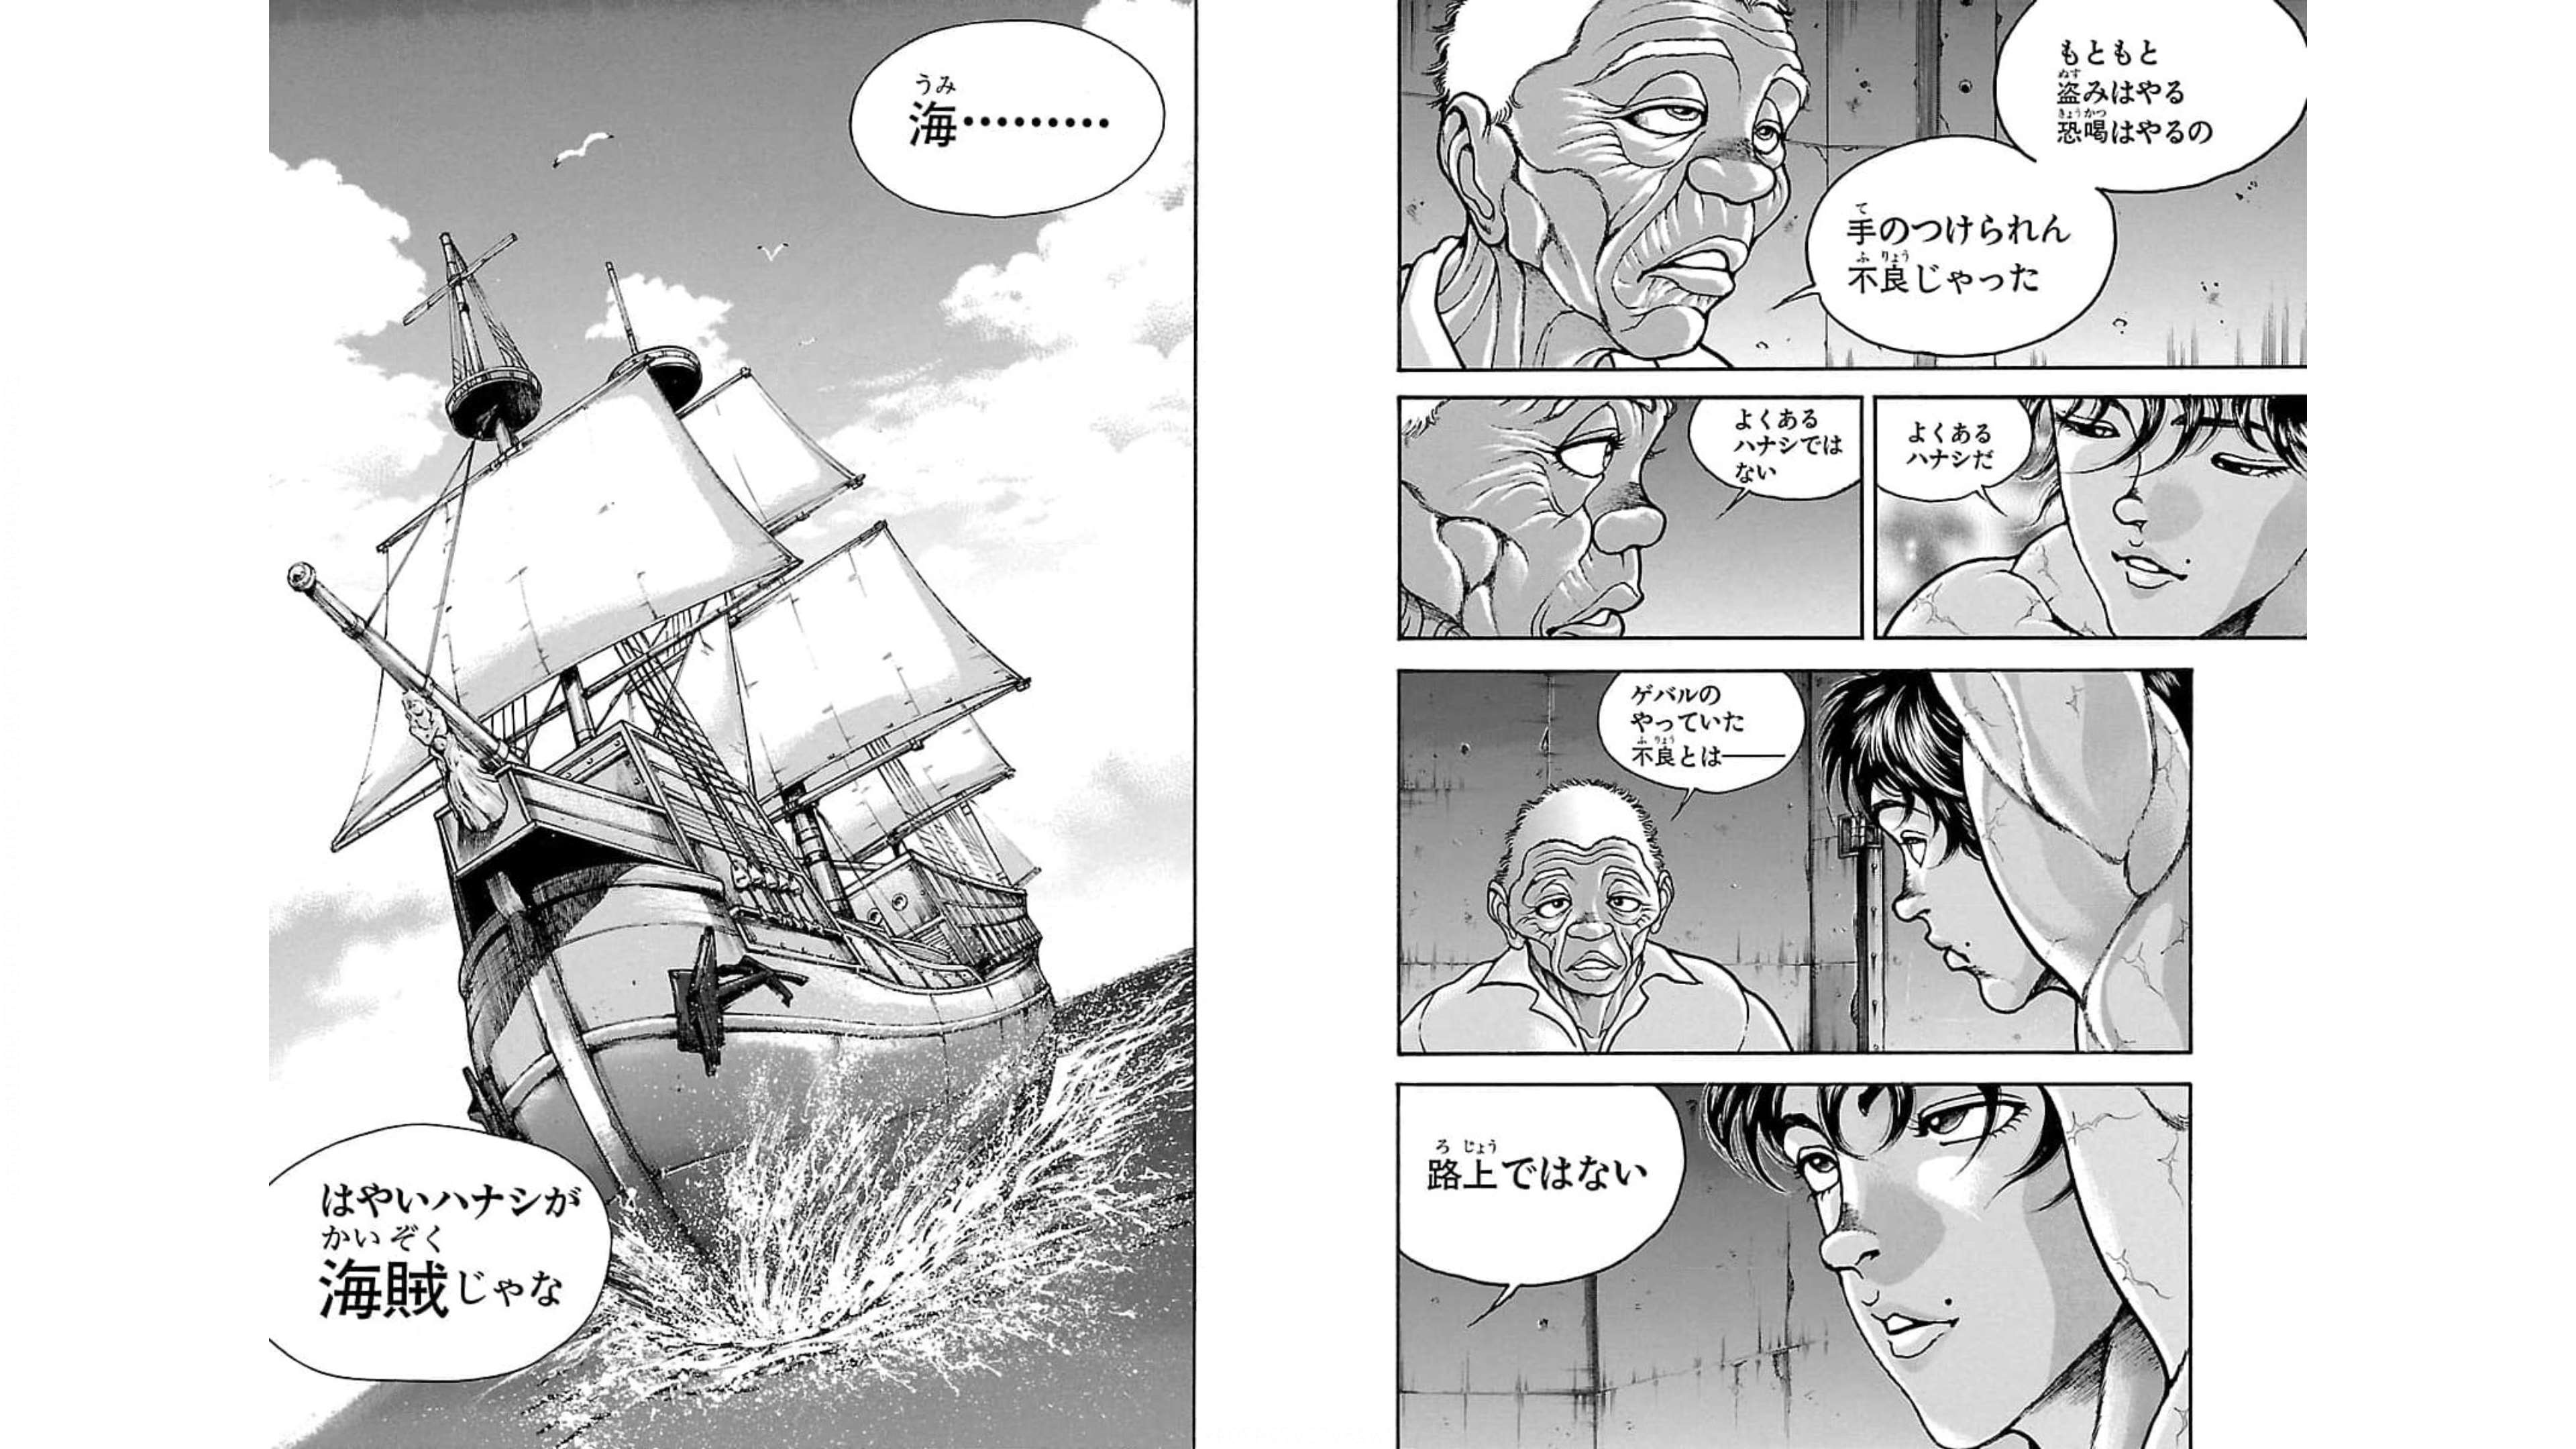 もともと
盗みはやる
恐喝はやるの
手のつけられん
不良じゃった
よくある
ハナシだ
よくある
ハナシでは
ない
ゲバルの
やっていた
不良とは――
路上ではない
海………
はやいハナシが
海賊じゃな